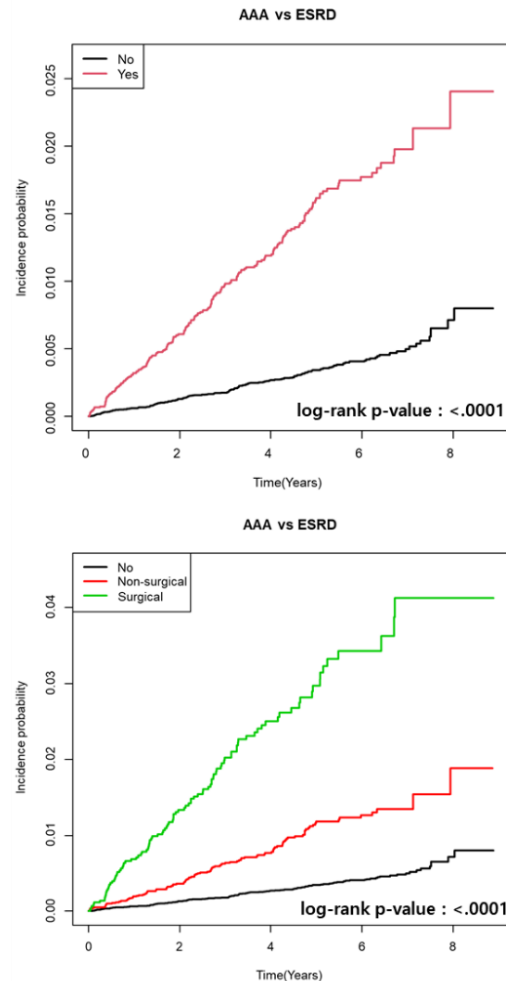 AAA vs ESRD
No
Yes
Incidence probability
0.025
0.020
0.015
0.010
0.005
0.000
log-rank p-value : <.0001
0 2 4 6 8
Time(Years)
AAA vs ESRD
No
Non-surgical
Surgical
Incidence probability
0.04
0.03
0.02
0.01
0.00
log-rank p-value : <.0001
0 2 4 6 8
Time(Years)